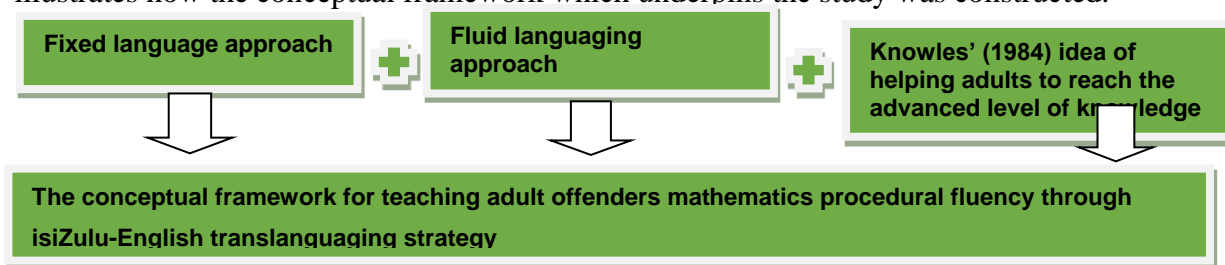 illustrates how the conceptual framework which underpins the study was constructed.
Fixed language approach
Fluid languaging
approach
Knowles' (1984) idea of
helping adults to reach the
advanced level of knowledge
The conceptual framework for teaching adult offenders mathematics procedural fluency through
isiZulu-English translanguaging strategy